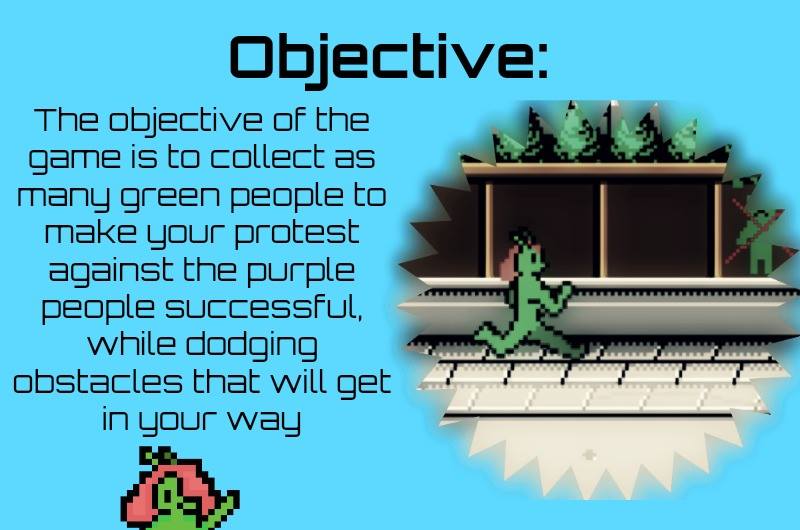 Objective:
The objective of the
game is to collect as
many green people to
make your protest
against the purple
people successful,
while dodging
obstacles that will get
in your way